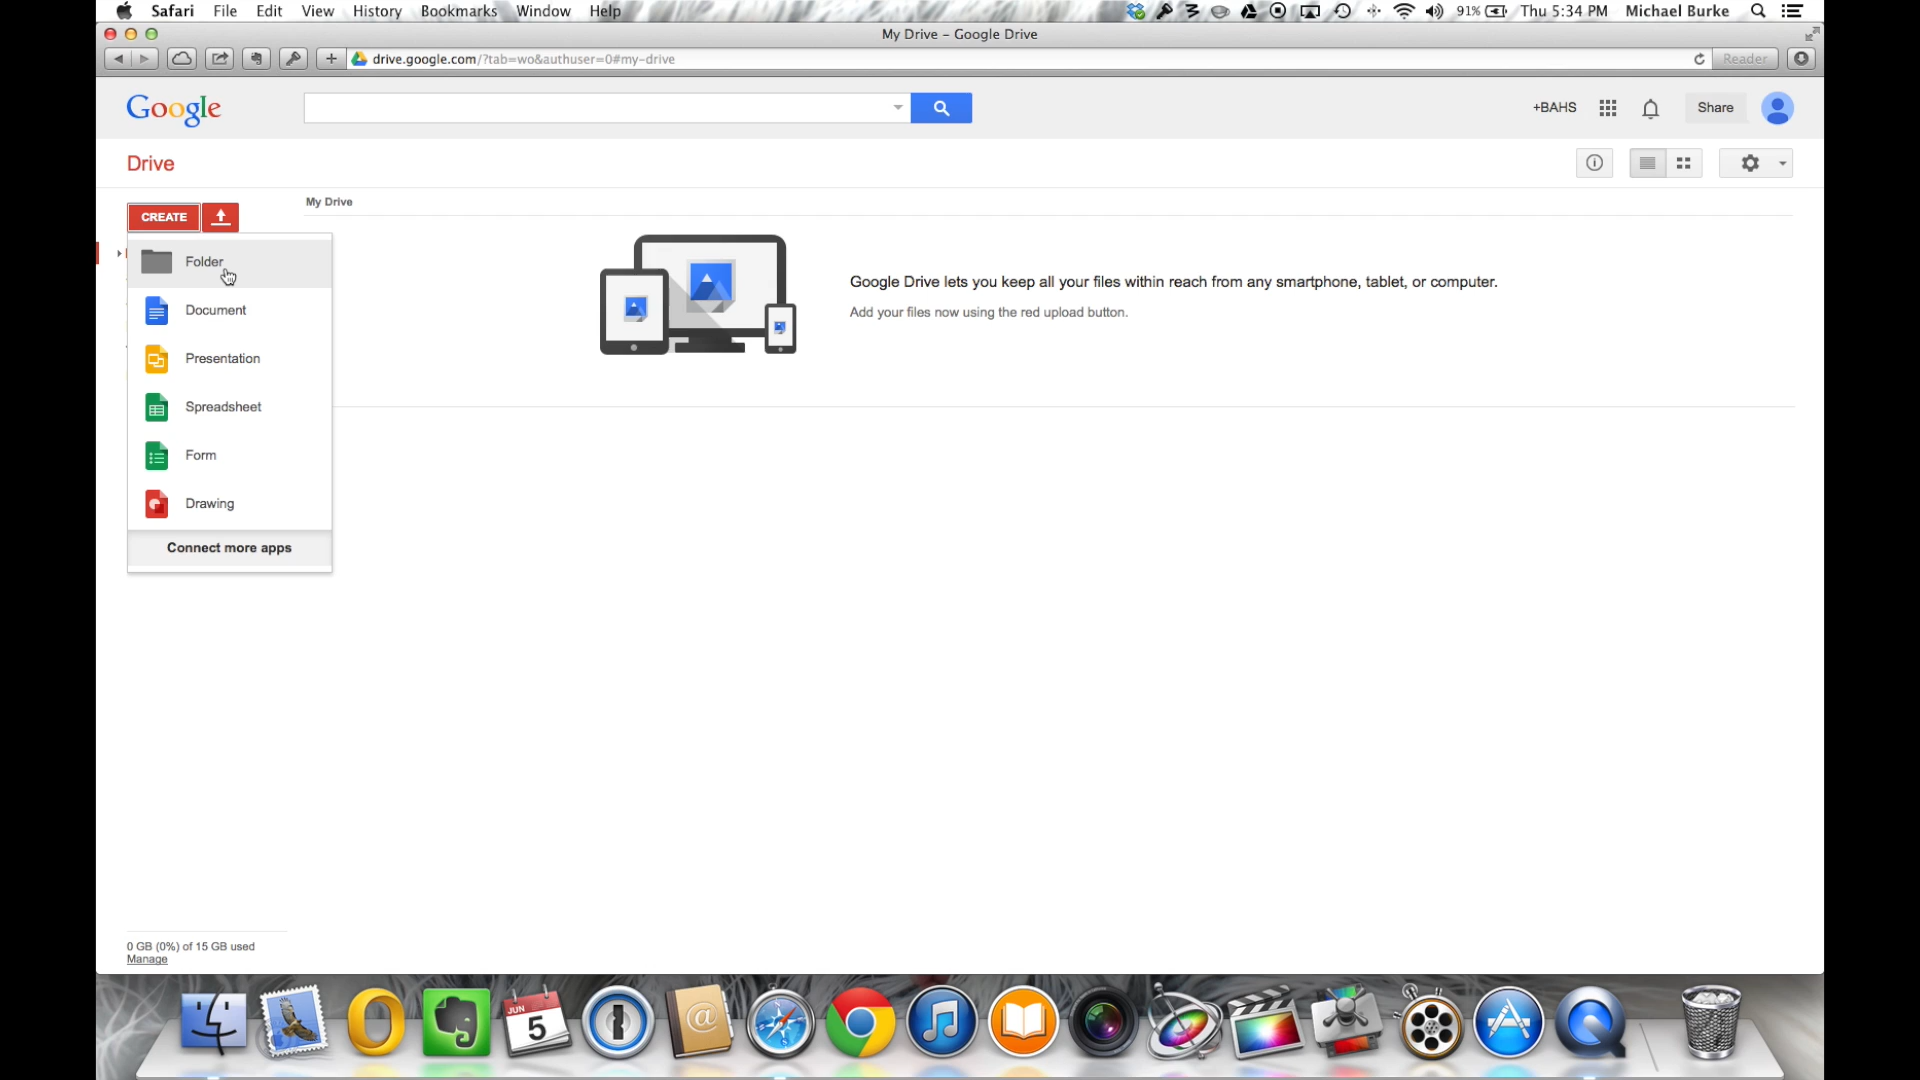 Safari File Edit View History Bookmarks Window Help 91% Thu 5:34 PM Michael Burke
My Drive – Google Drive
drive.google.com/?tab=wo&authuser=0#my-drive Reader
Google +BAHS Share
Drive
My Drive
CREATE
Folder
Document
Presentation
Spreadsheet
Form
Drawing
Connect more apps
Google Drive lets you keep all your files within reach from any smartphone, tablet, or computer.
Add your files now using the red upload button.
0 GB (0%) of 15 GB used
Manage
JUN
5
@